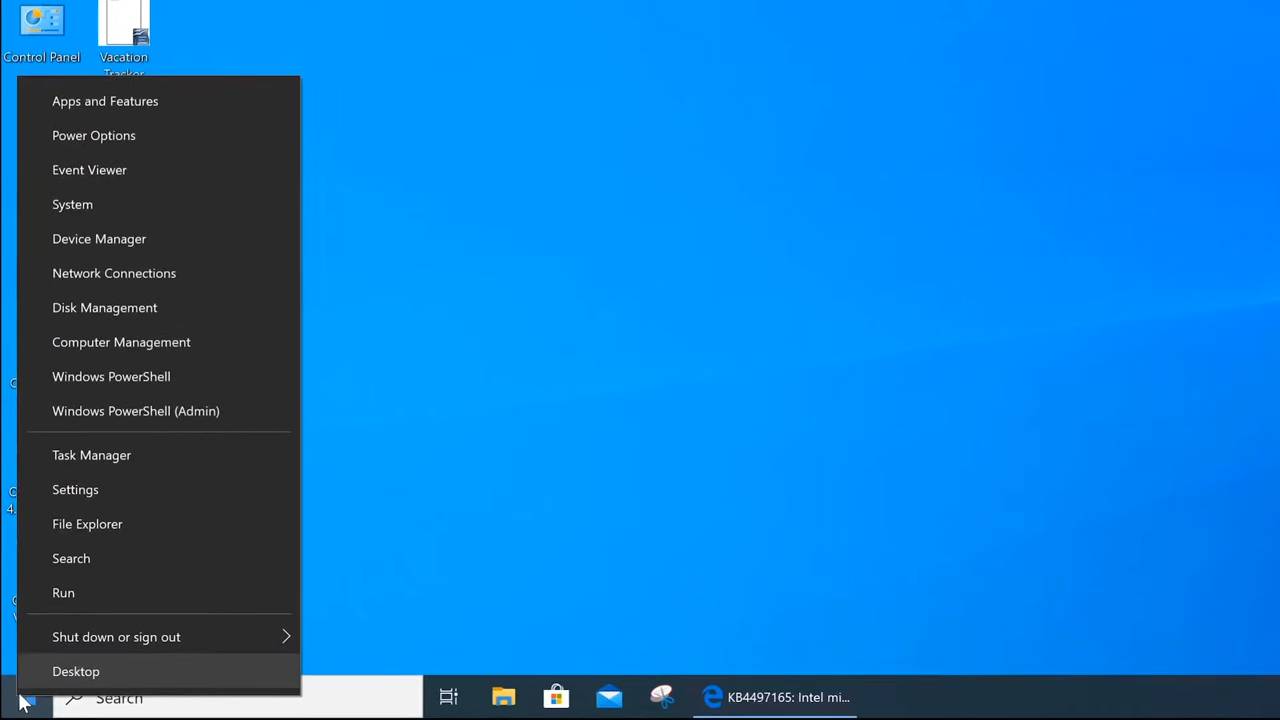 Control Panel
Vacation
Tracker
Apps and Features
Power Options
Event Viewer
System
Device Manager
Network Connections
Disk Management
Computer Management
Windows PowerShell
Windows PowerShell (Admin)
Task Manager
Settings
File Explorer
Search
Run
Shut down or sign out
Desktop
Search
KB4497165: Intel mi...